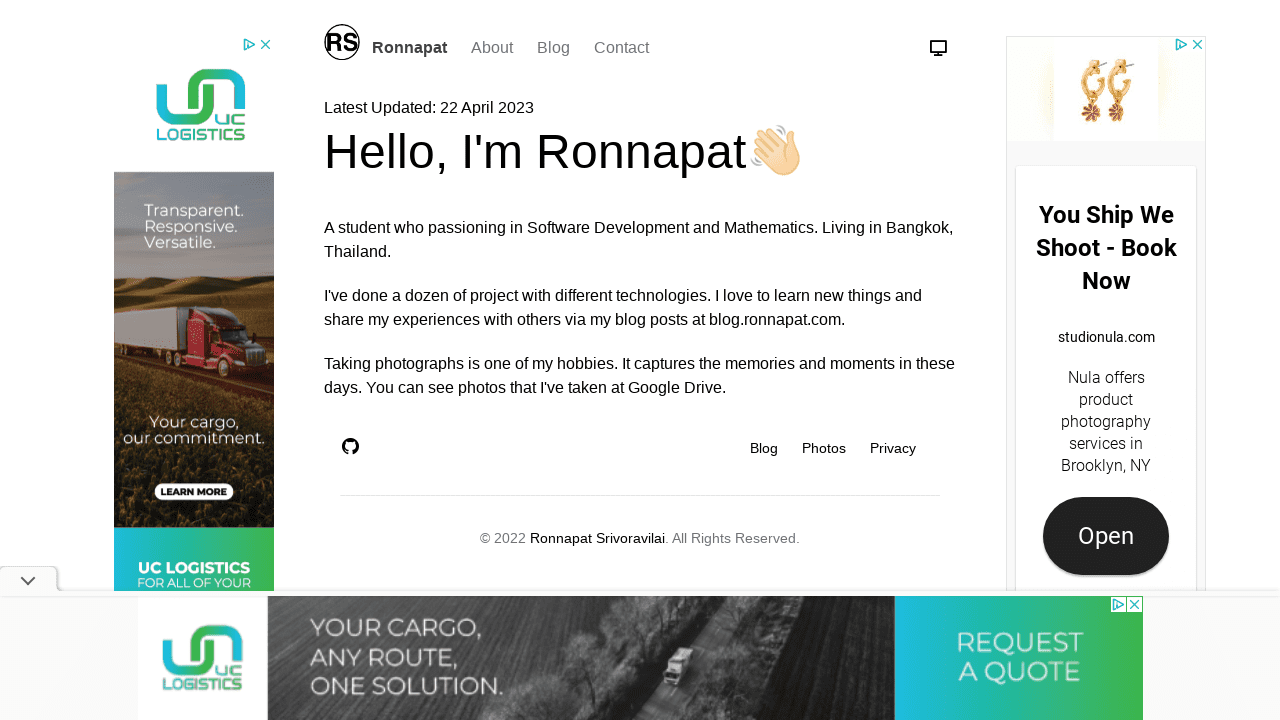 RS
Ronnapat
About
Blog
Contact
Latest Updated: 22 April 2023
Hello, I'm Ronnapat
A student who passioning in Software Development and Mathematics. Living in Bangkok,
Thailand.
I've done a dozen of project with different technologies. I love to learn new things and
share my experiences with others via my blog posts at blog.ronnapat.com.
Taking photographs is one of my hobbies. It captures the memories and moments in these
days. You can see photos that I've taken at Google Drive.
Blog
Photos
Privacy
© 2022 Ronnapat Srivoravilai. All Rights Reserved.
UC
LOGISTICS
Transparent.
Responsive.
Versatile.
Your cargo,
our commitment.
LEARN MORE
UC LOGISTICS
FOR ALL OF YOUR
You Ship We
Shoot - Book
Now
studionula.com
Nula offers
product
photography
services in
Brooklyn, NY
Open
UC
LOGISTICS
YOUR CARGO,
ANY ROUTE,
ONE SOLUTION.
REQUEST
A QUOTE